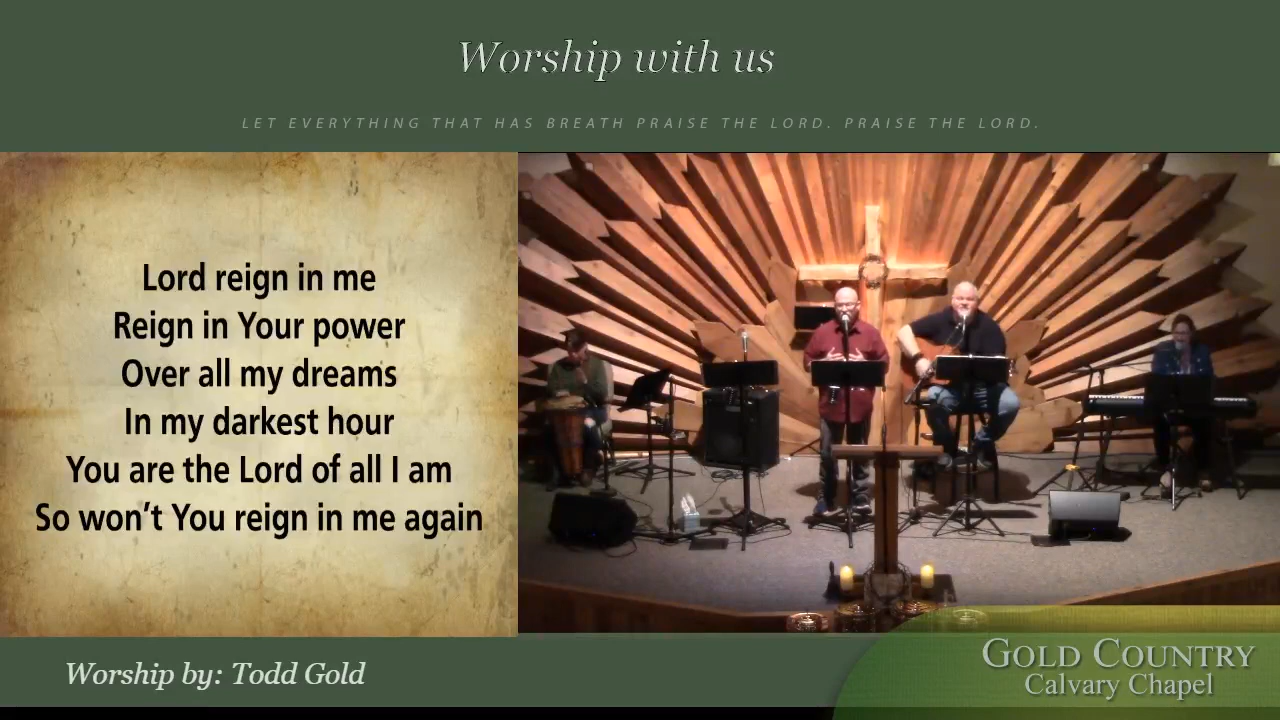 Worship with us
LET EVERYTHING THAT HAS BREATH PRAISE THE LORD. PRAISE THE LORD.
Lord reign in me
Reign in Your power
Over all my dreams
In my darkest hour
You are the Lord of all I am
So won't You reign in me again
Worship by: Todd Gold
GOLD COUNTRY
Calvary Chapel